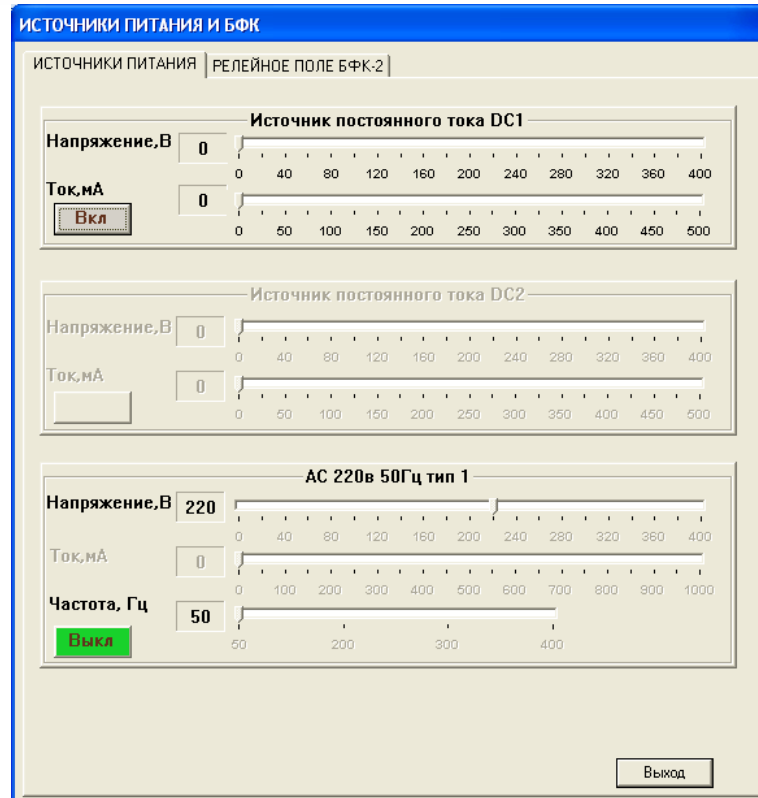 ИСТОЧНИКИ ПИТАНИЯ И БФК
ИСТОЧНИКИ ПИТАНИЯ РЕЛЕЙНОЕ ПОЛЕ БФК-2
Источник постоянного тока DC1
Напряжение,В 0
0 40 80 120 160 200 240 280 320 360 400
Ток,мА 0
Вкл
0 50 100 150 200 250 300 350 400 450 500
Источник постоянного тока DC2
Напряжение,В 0
0 40 80 120 160 200 240 280 320 360 400
Ток,мА 0
0 50 100 150 200 250 300 350 400 450 500
АС 220в 50Гц тип 1
Напряжение,В 220
0 40 80 120 160 200 240 280 320 360 400
Ток,мА 0
0 100 200 300 400 500 600 700 800 900 1000
Частота, Гц 50
Выкл
50 200 300 400
Выход